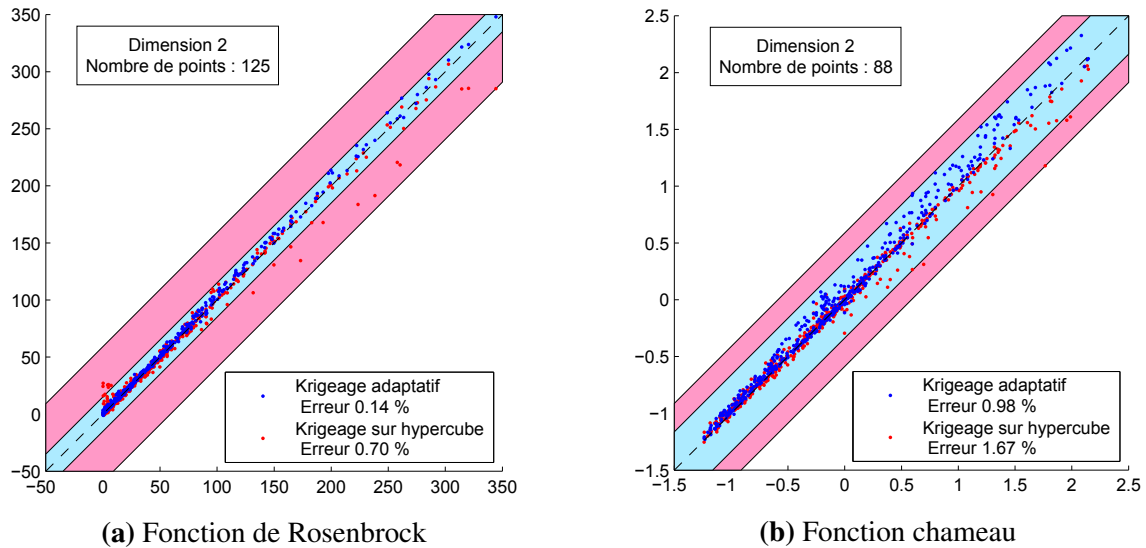 350
300
250
200
150
100
50
0
−50
−50 0 50 100 150 200 250 300 350
Dimension 2
Nombre de points : 125
Krigeage adaptatif
Erreur 0.14 %
Krigeage sur hypercube
Erreur 0.70 %
(a) Fonction de Rosenbrock
2.5
2
1.5
1
0.5
0
−0.5
−1
−1.5
−1.5 −1 −0.5 0 0.5 1 1.5 2 2.5
Dimension 2
Nombre de points : 88
Krigeage adaptatif
Erreur 0.98 %
Krigeage sur hypercube
Erreur 1.67 %
(b) Fonction chameau